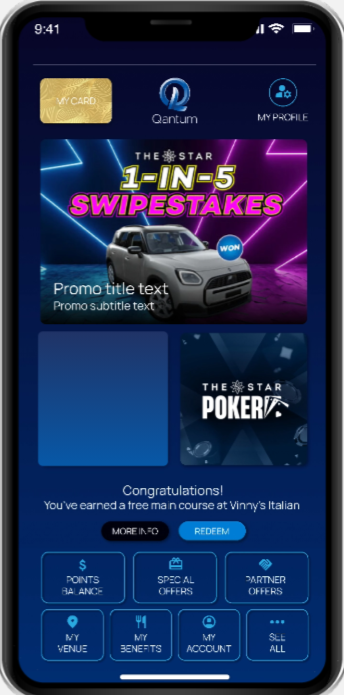 9:41
MY CARD
Qantum
MY PROFILE
THE STAR
1-IN-5
SWIPESTAKES
WON
Promo title text
Promo subtitle text
THE STAR
POKER
Congratulations!
You've earned a free main course at Vinny's Italian
MORE INFO
REDEEM
POINTS
BALANCE
SPECIAL
OFFERS
PARTNER
OFFERS
MY
VENUE
MY
BENEFITS
MY
ACCOUNT
SEE
ALL